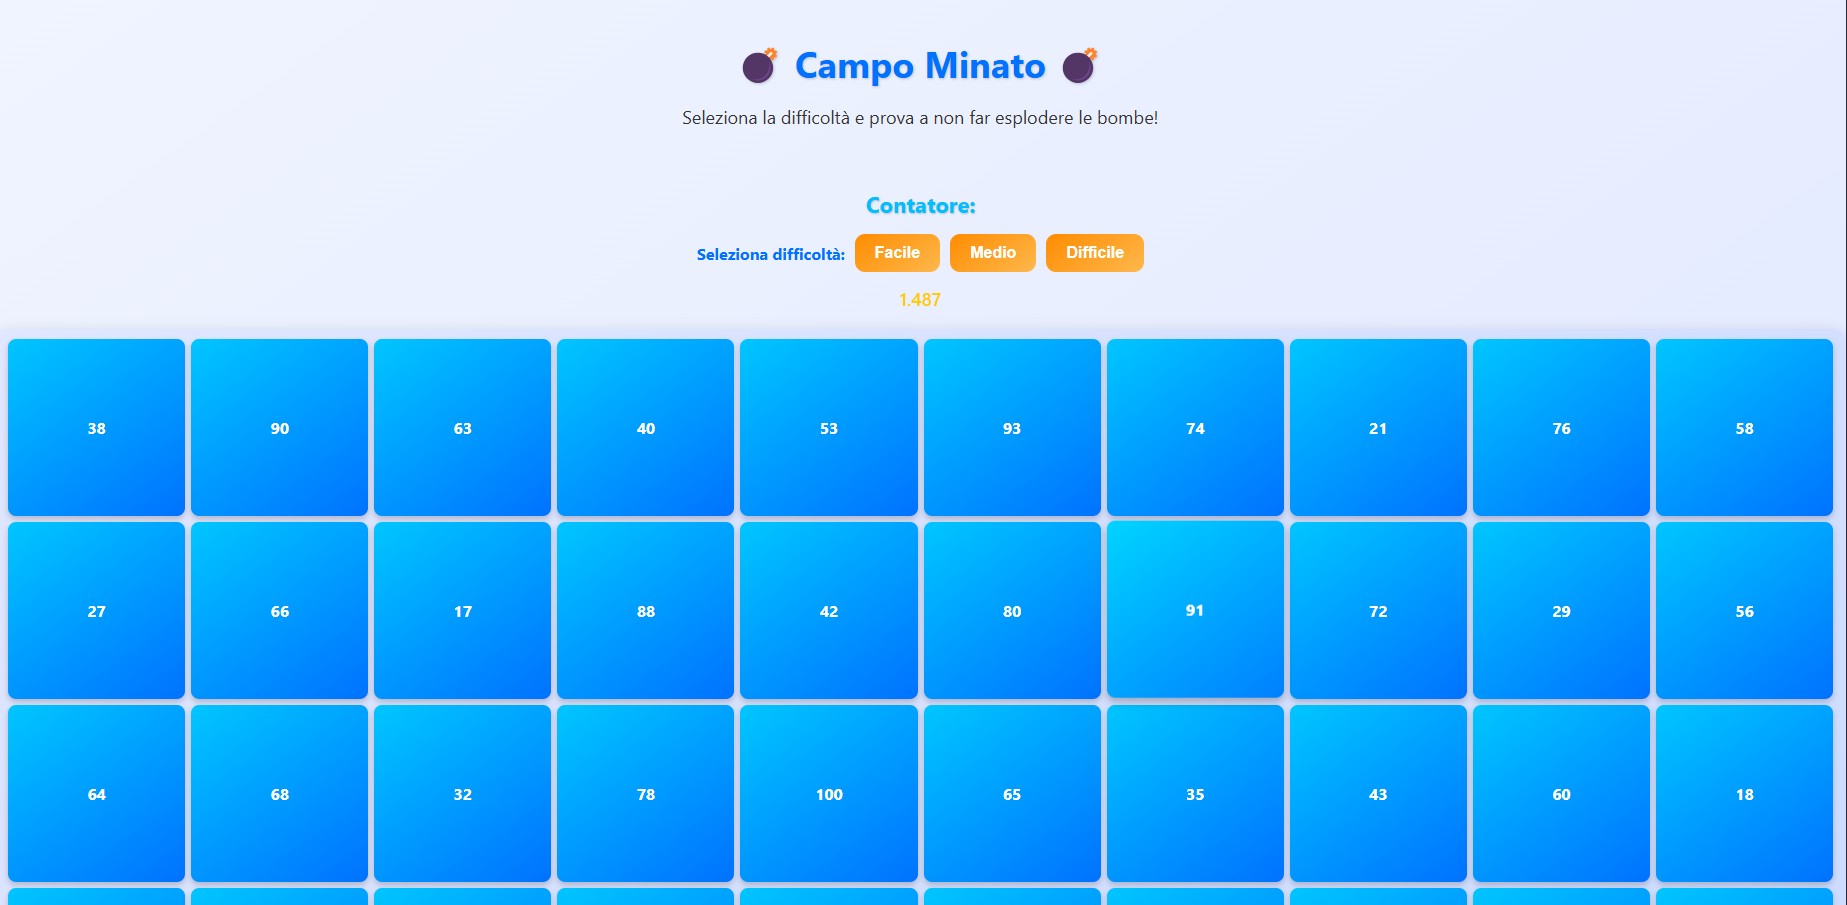 Campo Minato
Seleziona la difficoltà e prova a non far esplodere le bombe!
Contatore:
Seleziona difficoltà: Facile Medio Difficile
1.487
38 90 63 40 53 93 74 21 76 58
27 66 17 88 42 80 91 72 29 56
64 68 32 78 100 65 35 43 60 18